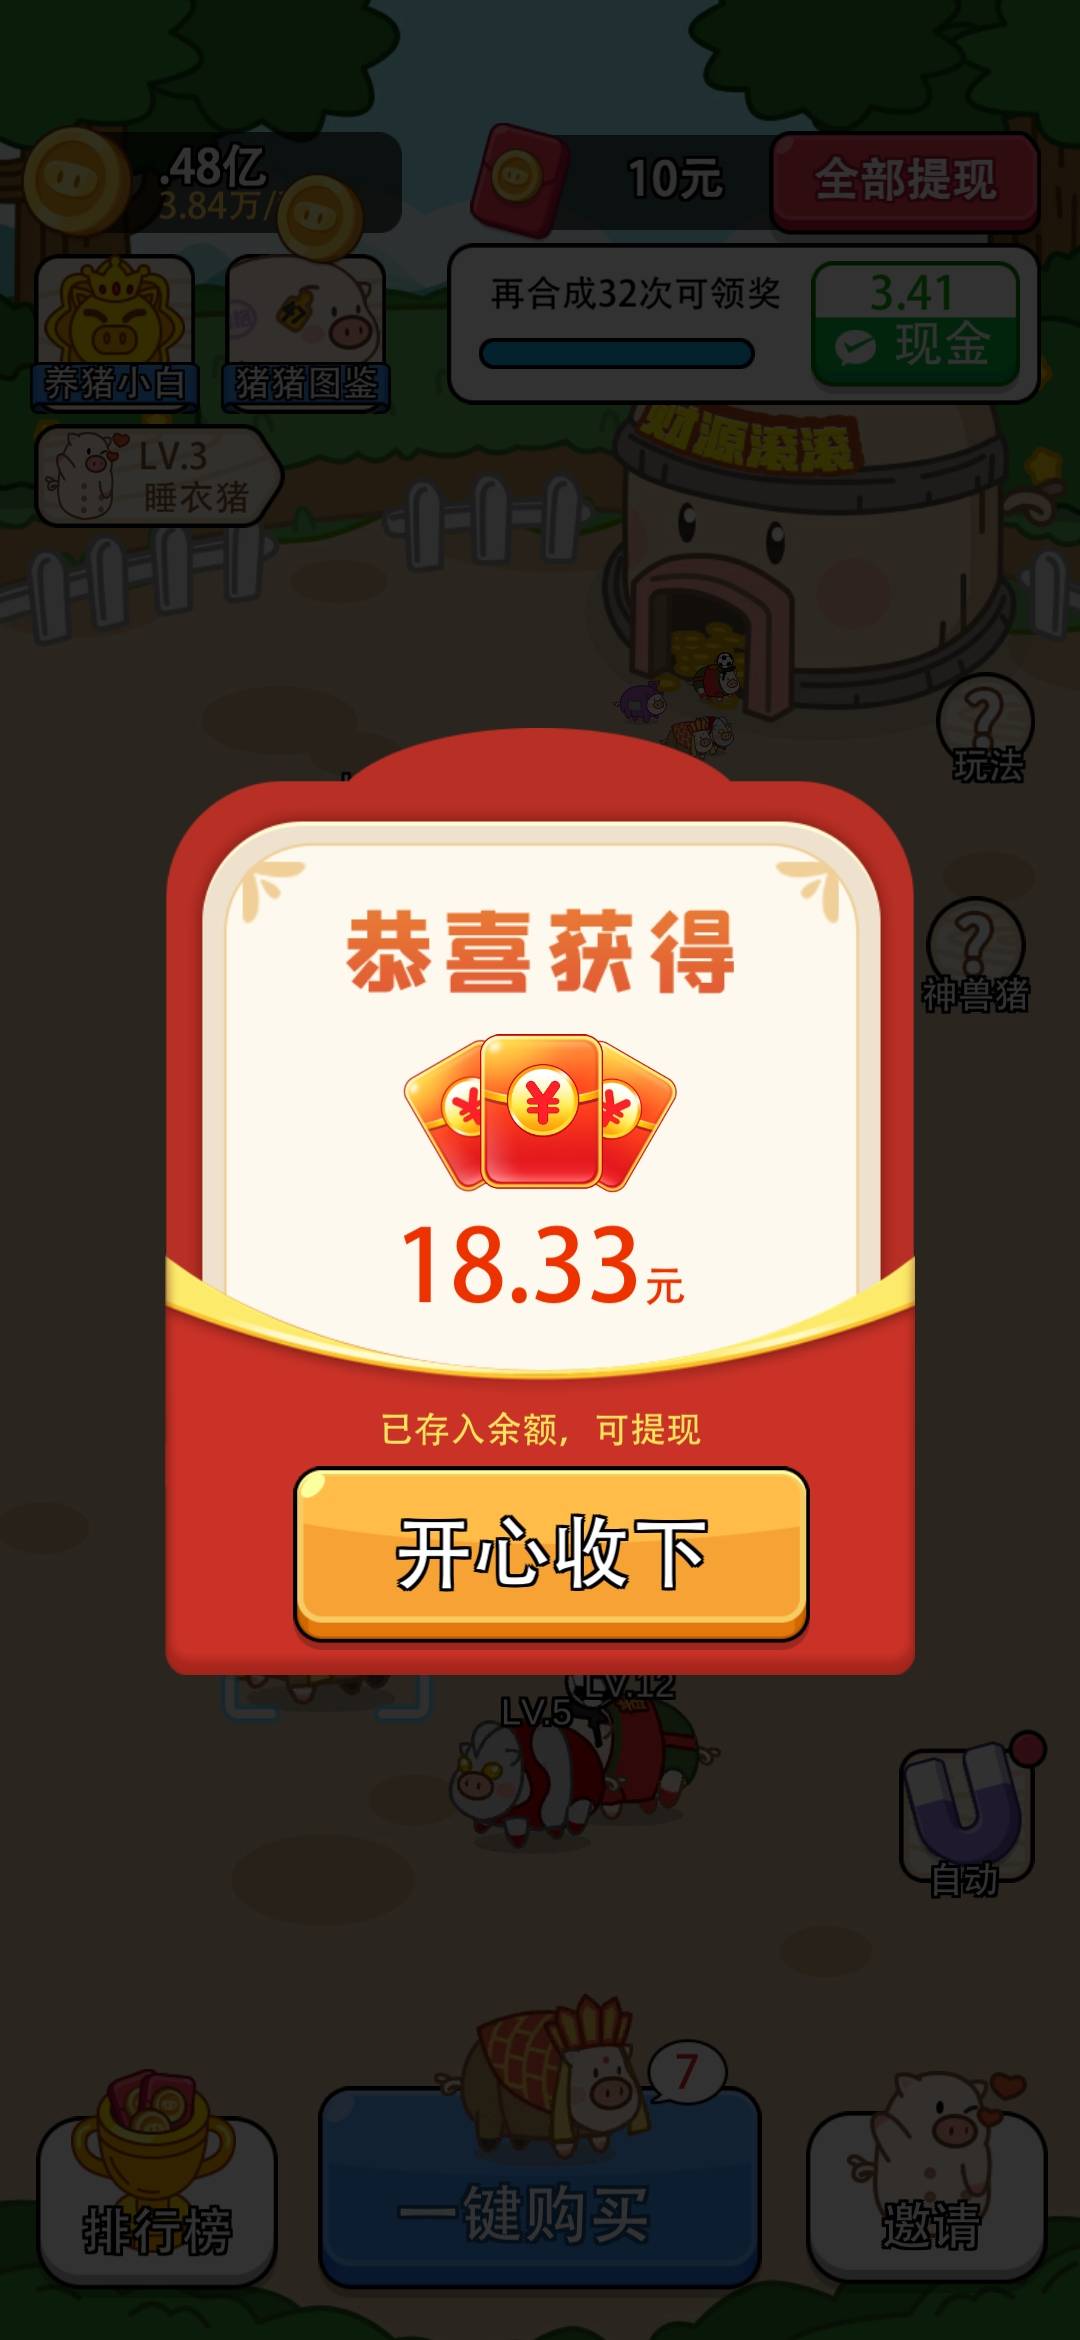 .48亿
3.84万/
10元
全部提现
再合成32次可领奖
3.41
现金
养猪小白
猪猪图鉴
LV.3
睡衣猪
财源滚滚
玩法
神兽猪
恭喜获得
18.33元
已存入余额，可提现
开心收下
LV.12
LV.5
自动
7
排行榜
一键购买
邀请